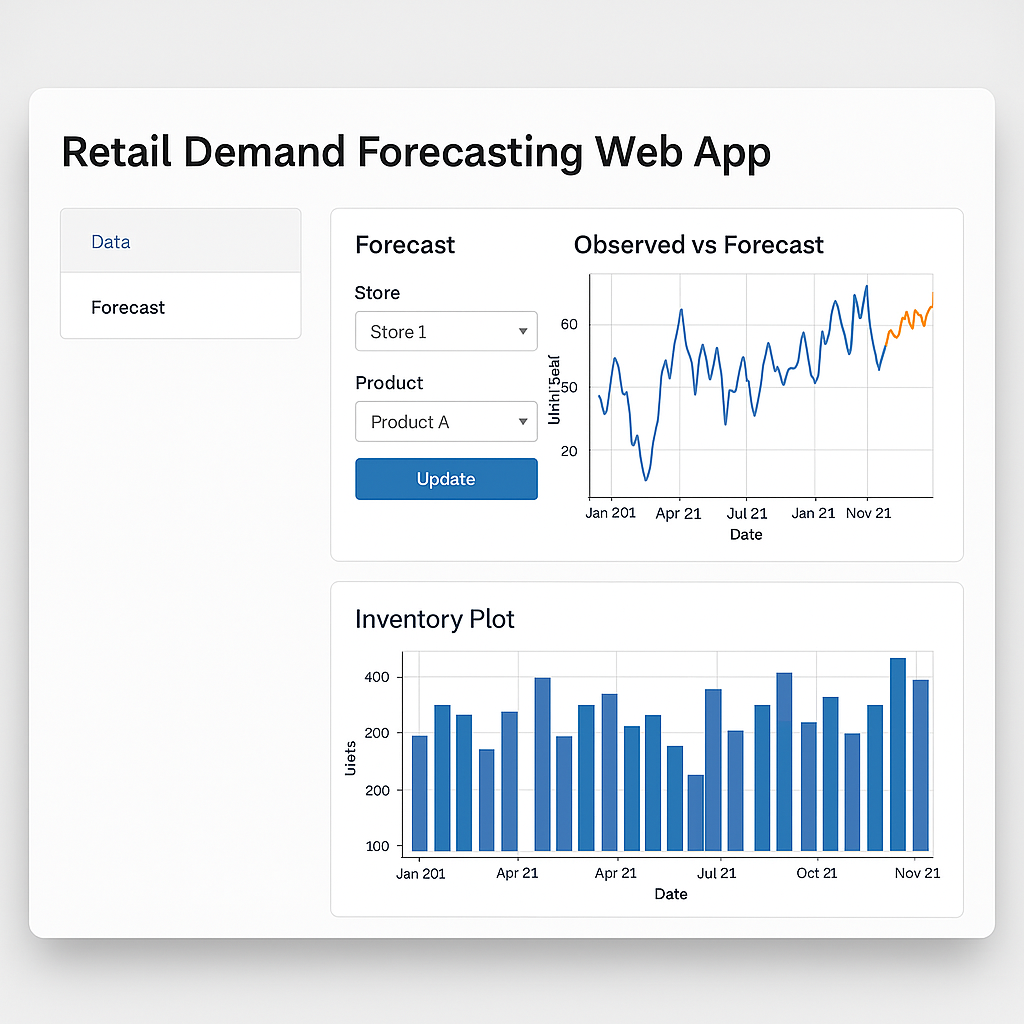 Retail Demand Forecasting Web App
Data
Forecast
Forecast
Store
Store 1
Product
Product A
Update
Observed vs Forecast
60
50
20
Jan 201 Apr 21 Jul 21 Jan 21 Nov 21
Date
Inventory Plot
Uiets
400
200
200
100
Jan 201 Apr 21 Apr 21 Jul 21 Oct 21 Nov 21
Date